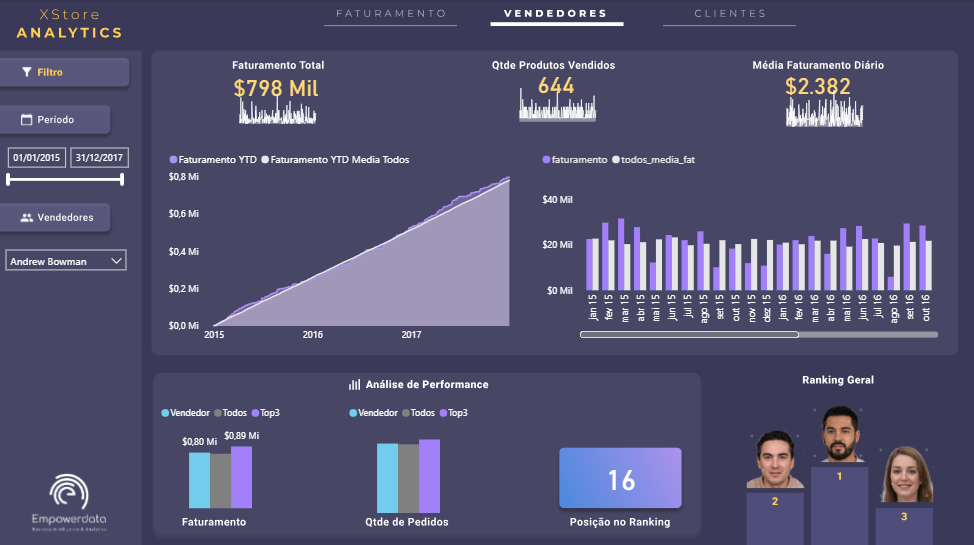 XStore
ANALYTICS
FATURAMENTO
VENDEDORES
CLIENTES
Filtro
Período
01/01/2015
31/12/2017
Vendedores
Andrew Bowman
Faturamento Total
$798 Mil
Qtde Produtos Vendidos
644
Média Faturamento Diário
$2.382
Faturamento YTD Faturamento YTD Media Todos
$0,8 Mi
$0,6 Mi
$0,4 Mi
$0,2 Mi
$0,0 Mi
2015 2016 2017
faturamento todos_media_fat
$40 Mil
$20 Mil
$0 Mil
jan 15 fev 15 mar 15 abr 15 mai 15 jun 15 jul 15 ago 15 set 15 out 15 nov 15 dez 15 jan 16 fev 16 mar 16 abr 16 mai 16 jun 16 jul 16 ago 16 set 16 out 16
Análise de Performance
Vendedor Todos Top3
$0,80 Mi $0,89 Mi
Faturamento
Vendedor Todos Top3
Qtde de Pedidos
16
Posição no Ranking
Ranking Geral
1
2
3
Empowerdata